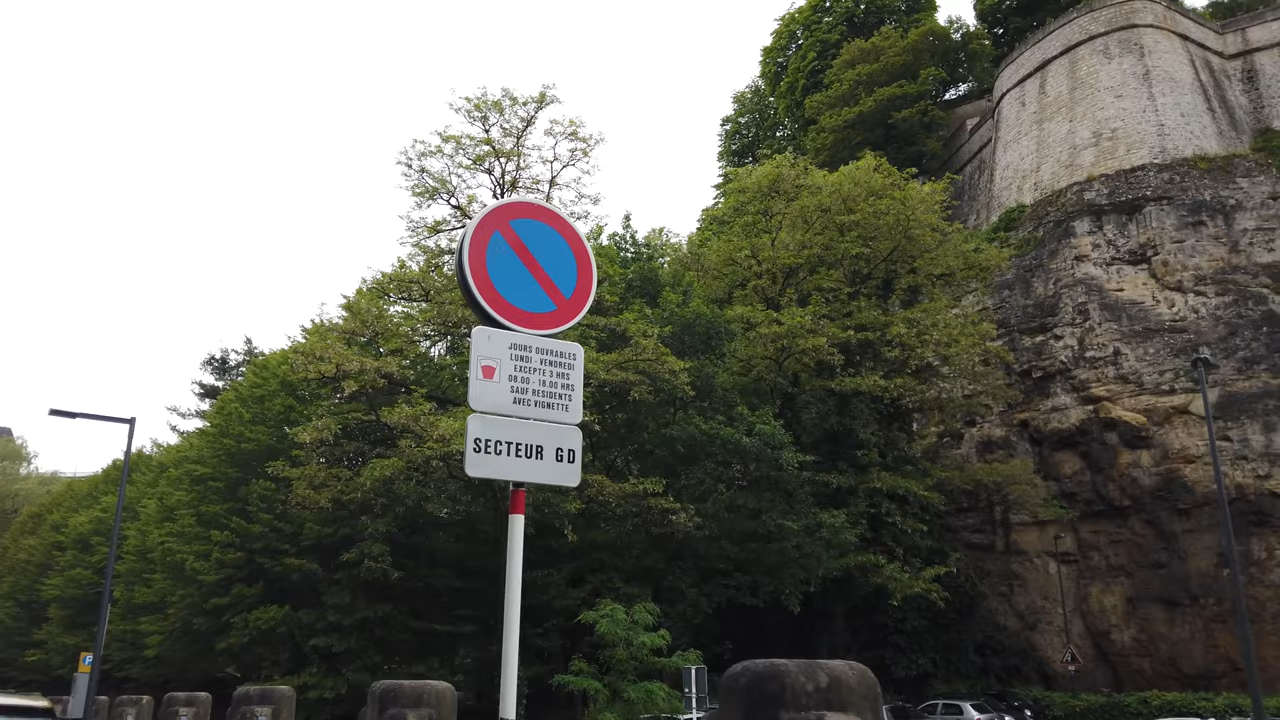 JOURS OUVRABLES
LUNDI - VENDREDI
EXCEPTE 3 HRS
08.00 - 18.00 HRS
SAUF RESIDENTS
AVEC VIGNETTE
SECTEUR GD
P